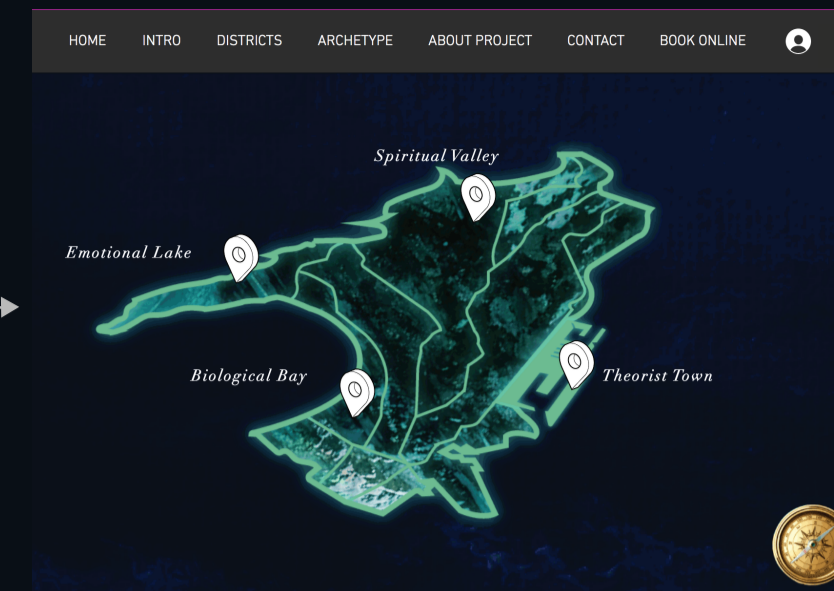 HOME INTRO DISTRICTS ARCHETYPE ABOUT PROJECT CONTACT BOOK ONLINE
Spiritual Valley
Emotional Lake
Biological Bay
Theorist Town